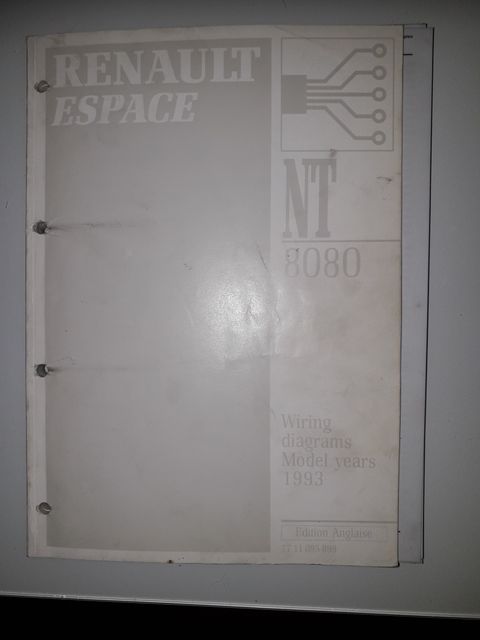 RENAULT
ESPACE
NT
8080
Wiring
diagrams
Model years
1993
Edition Anglaise